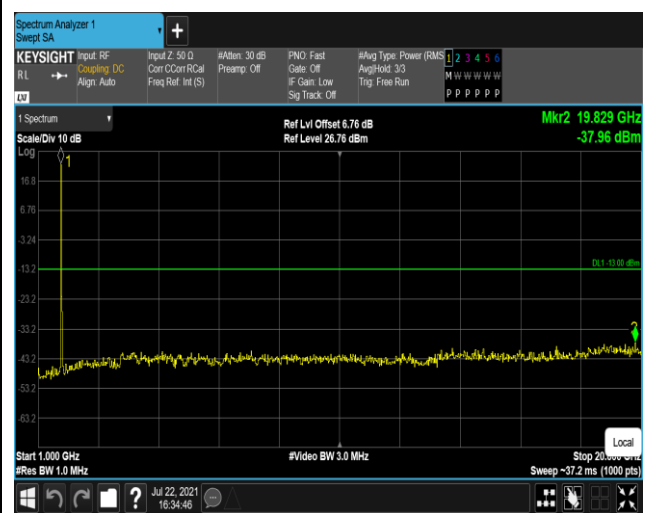 Spectrum Analyzer 1
Swept SA
+
KEYSIGHT Input: RF Input Z: 50 Ω #Atten: 30 dB PNO: Fast #Avg Type: Power (RMS 1 2 3 4 5 6
RL Coupling: DC Corr CCorr RCal Preamp: Off Gate: Off Avg|Hold: 3/3 M W W W W W
Align: Auto Freq Ref: Int (S) IF Gain: Low Trig: Free Run
Sig Track: Off P P P P P P
LXI
1 Spectrum
Scale/Div 10 dB
Ref Lvl Offset 6.76 dB
Ref Level 26.76 dBm
Mkr2 19.829 GHz
-37.96 dBm
Log
1
16.8
6.76
-3.24
-13.2
DL1 -13.00 dBm
-23.2
-33.2
2
-43.2
-53.2
-63.2
Local
Start 1.000 GHz #Video BW 3.0 MHz Stop 20.000 GHz
#Res BW 1.0 MHz Sweep ~37.2 ms (1000 pts)
? Jul 22, 2021
16:34:46